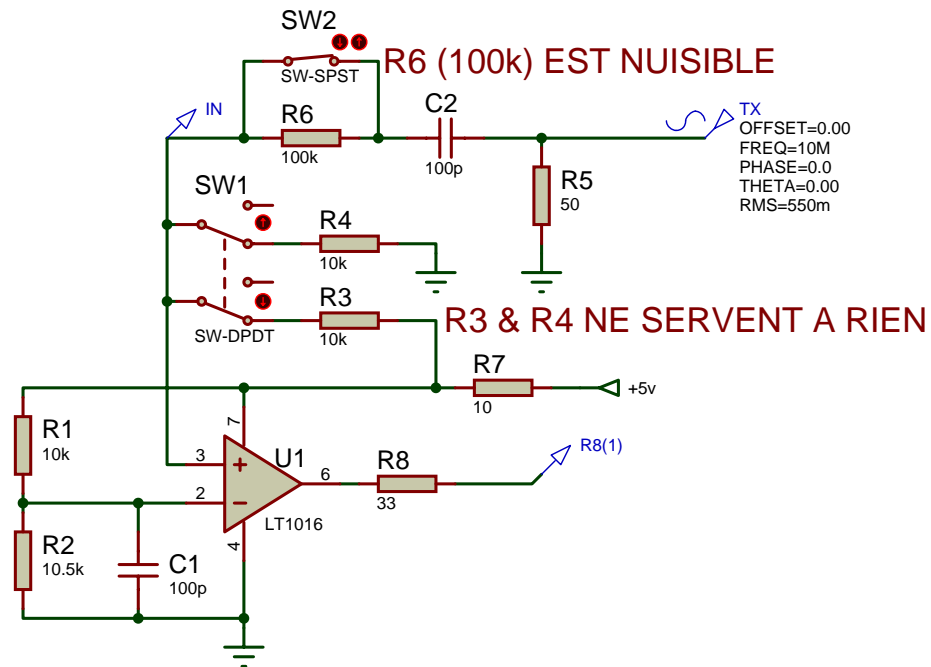 SW2
SW-SPST
R6 (100k) EST NUISIBLE
IN
R6
100k
C2
100p
TX
OFFSET=0.00
FREQ=10M
PHASE=0.0
THETA=0.00
RMS=550m
R5
50
SW1
SW-DPDT
R4
10k
R3
10k
R3 & R4 NE SERVENT A RIEN
R7
10
+5v
R1
10k
7
3
2
U1
6
LT1016
4
R8
33
R8(1)
R2
10.5k
C1
100p